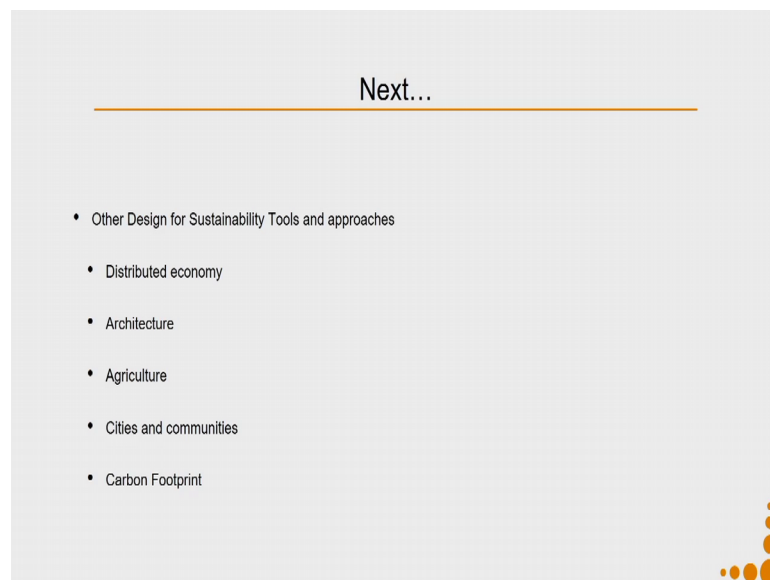 Next...
• Other Design for Sustainability Tools and approaches
• Distributed economy
• Architecture
• Agriculture
• Cities and communities
• Carbon Footprint